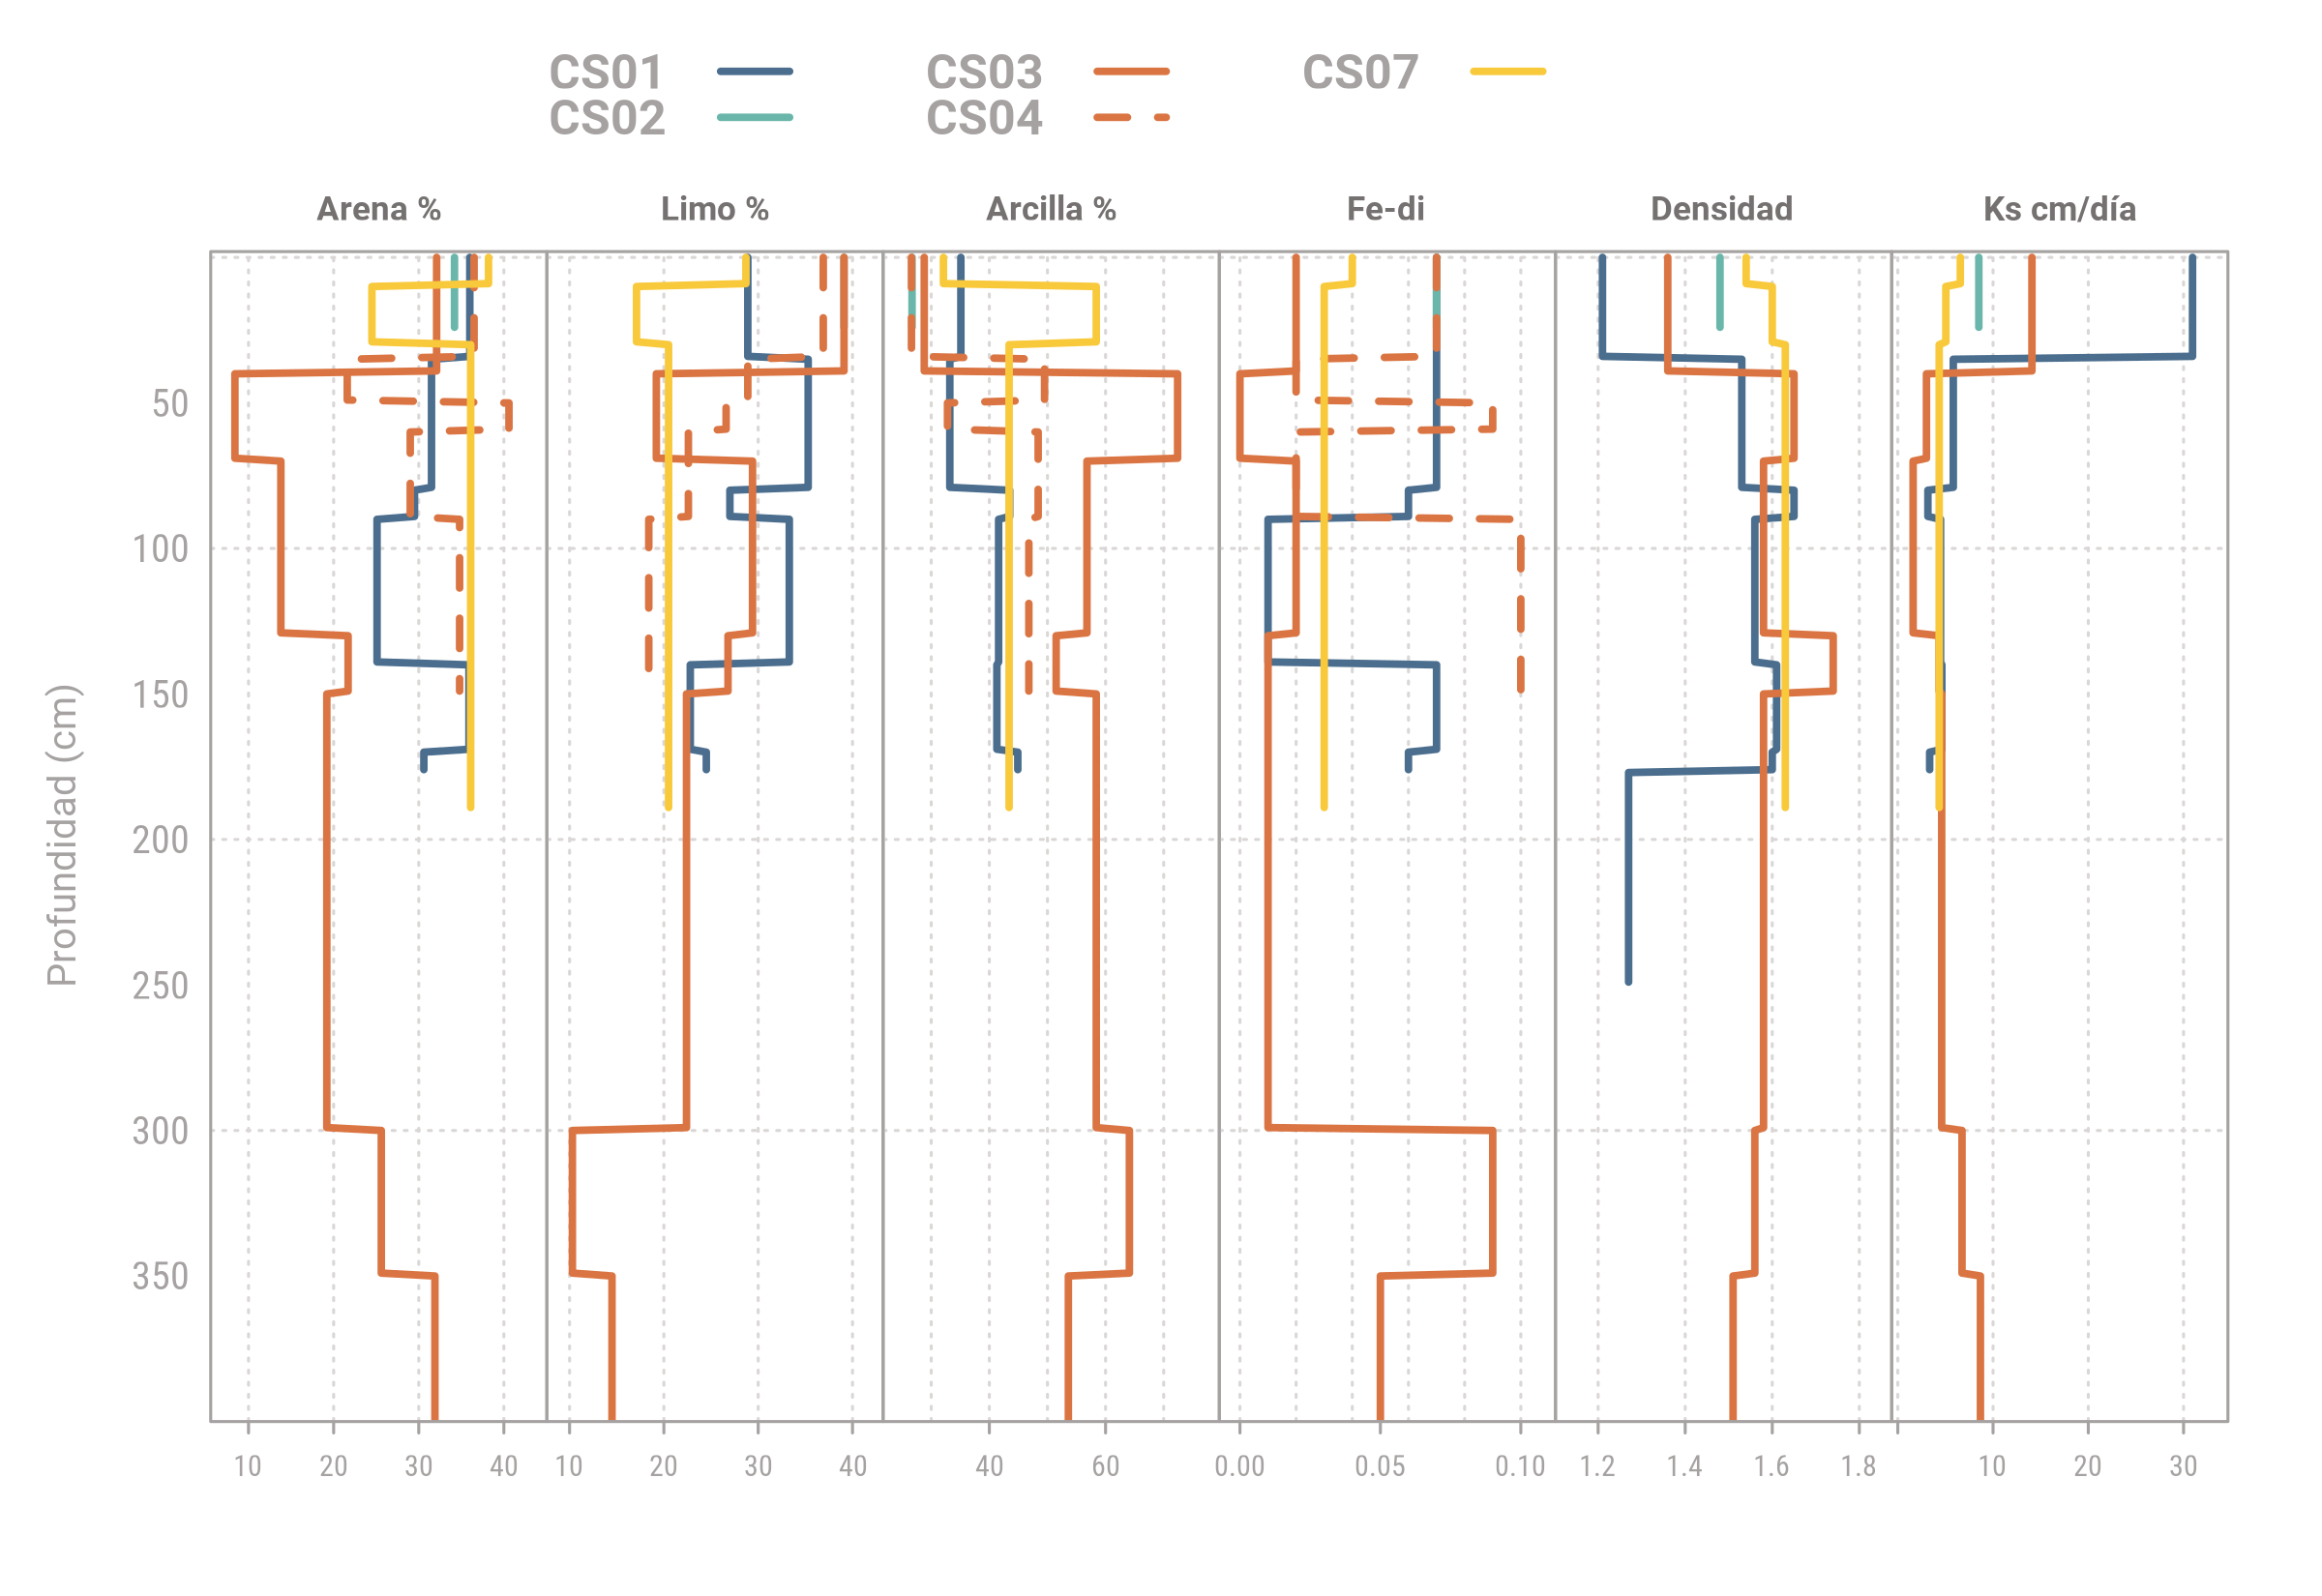 CS01 CS03 CS07
CS02 CS04
Arena % Limo % Arcilla % Fe-di Densidad Ks cm/día
Profundidad (cm)
50
100
150
200
250
300
350
10 20 30 40 10 20 30 40 40 60 0.00 0.05 0.10 1.2 1.4 1.6 1.8 10 20 30